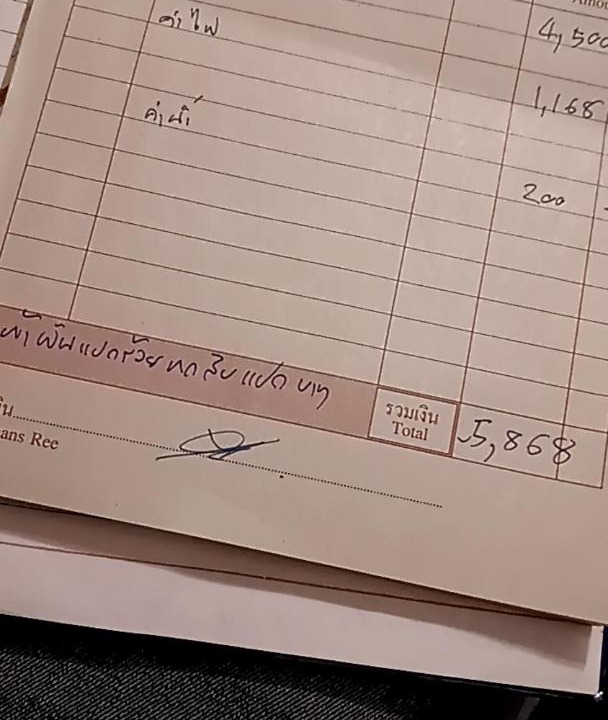 4,500
ค่าไฟ
1,168
ค่าน้ำ
200 -
ห้าพันแปดร้อยหกสิบแปดบาท
รวมเงิน
Total
5,868